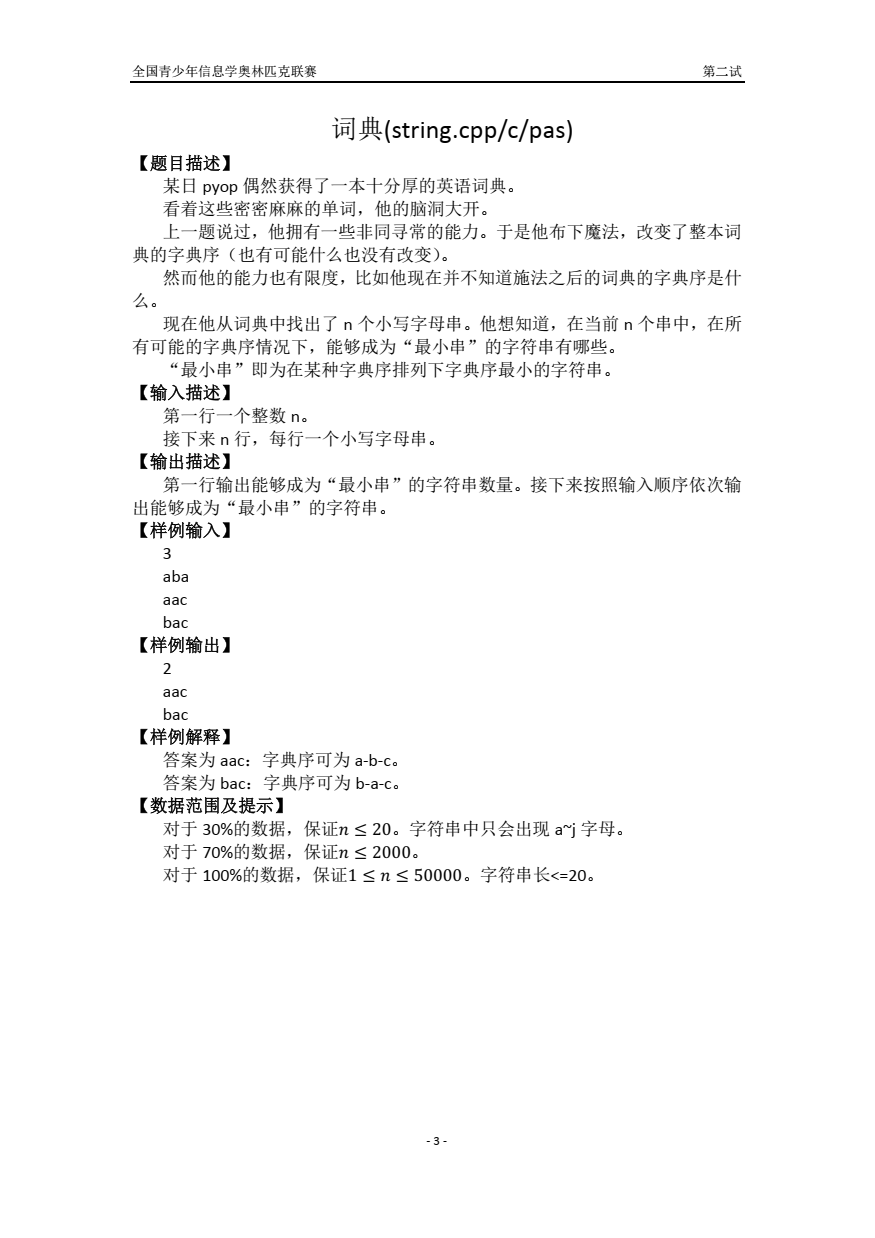 全国青少年信息学奥林匹克联赛 第二试
词典(string.cpp/c/pas)
【题目描述】
某日 pyop 偶然获得了一本十分厚的英语词典。
看着这些密密麻麻的单词，他的脑洞大开。
上一题说过，他拥有一些非同寻常的能力。于是他布下魔法，改变了整本词
典的字典序（也有可能什么也没有改变）。
然而他的能力也有限度，比如他现在并不知道施法之后的词典的字典序是什
么。
现在他从词典中找出了 n 个小写字母串。他想知道，在当前 n 个串中，在所
有可能的字典序情况下，能够成为“最小串”的字符串有哪些。
“最小串”即为在某种字典序排列下字典序最小的字符串。
【输入描述】
第一行一个整数 n。
接下来 n 行，每行一个小写字母串。
【输出描述】
第一行输出能够成为“最小串”的字符串数量。接下来按照输入顺序依次输
出能够成为“最小串”的字符串。
【样例输入】
3
aba
aac
bac
【样例输出】
2
aac
bac
【样例解释】
答案为 aac：字典序可为 a-b-c。
答案为 bac：字典序可为 b-a-c。
【数据范围及提示】
对于 30%的数据，保证n ≤ 20。字符串中只会出现 a~j 字母。
对于 70%的数据，保证n ≤ 2000。
对于 100%的数据，保证1 ≤ n ≤ 50000。字符串长<=20。
- 3 -